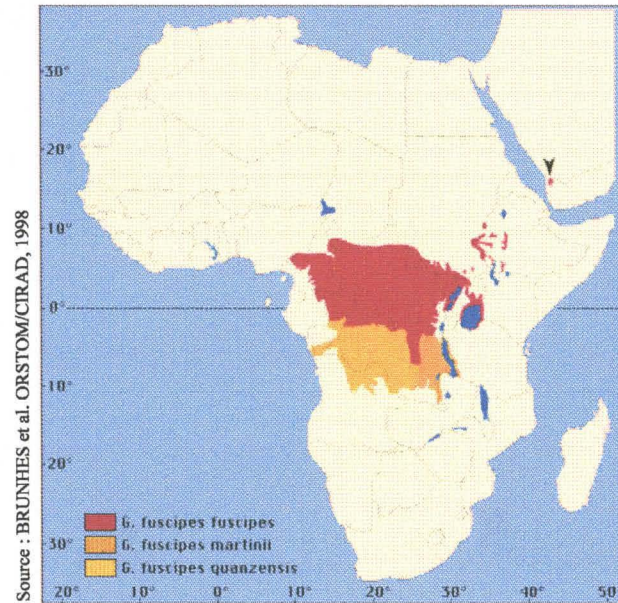 Source : BRUNHES et al. ORSTOM/CIRAD, 1998
30°
20°
10°
0°
10°
20°
30°
G. fuscipes fuscipes
G. fuscipes martinii
G. fuscipes quanzensis
20° 10° 0° 10° 20° 30° 40° 50°